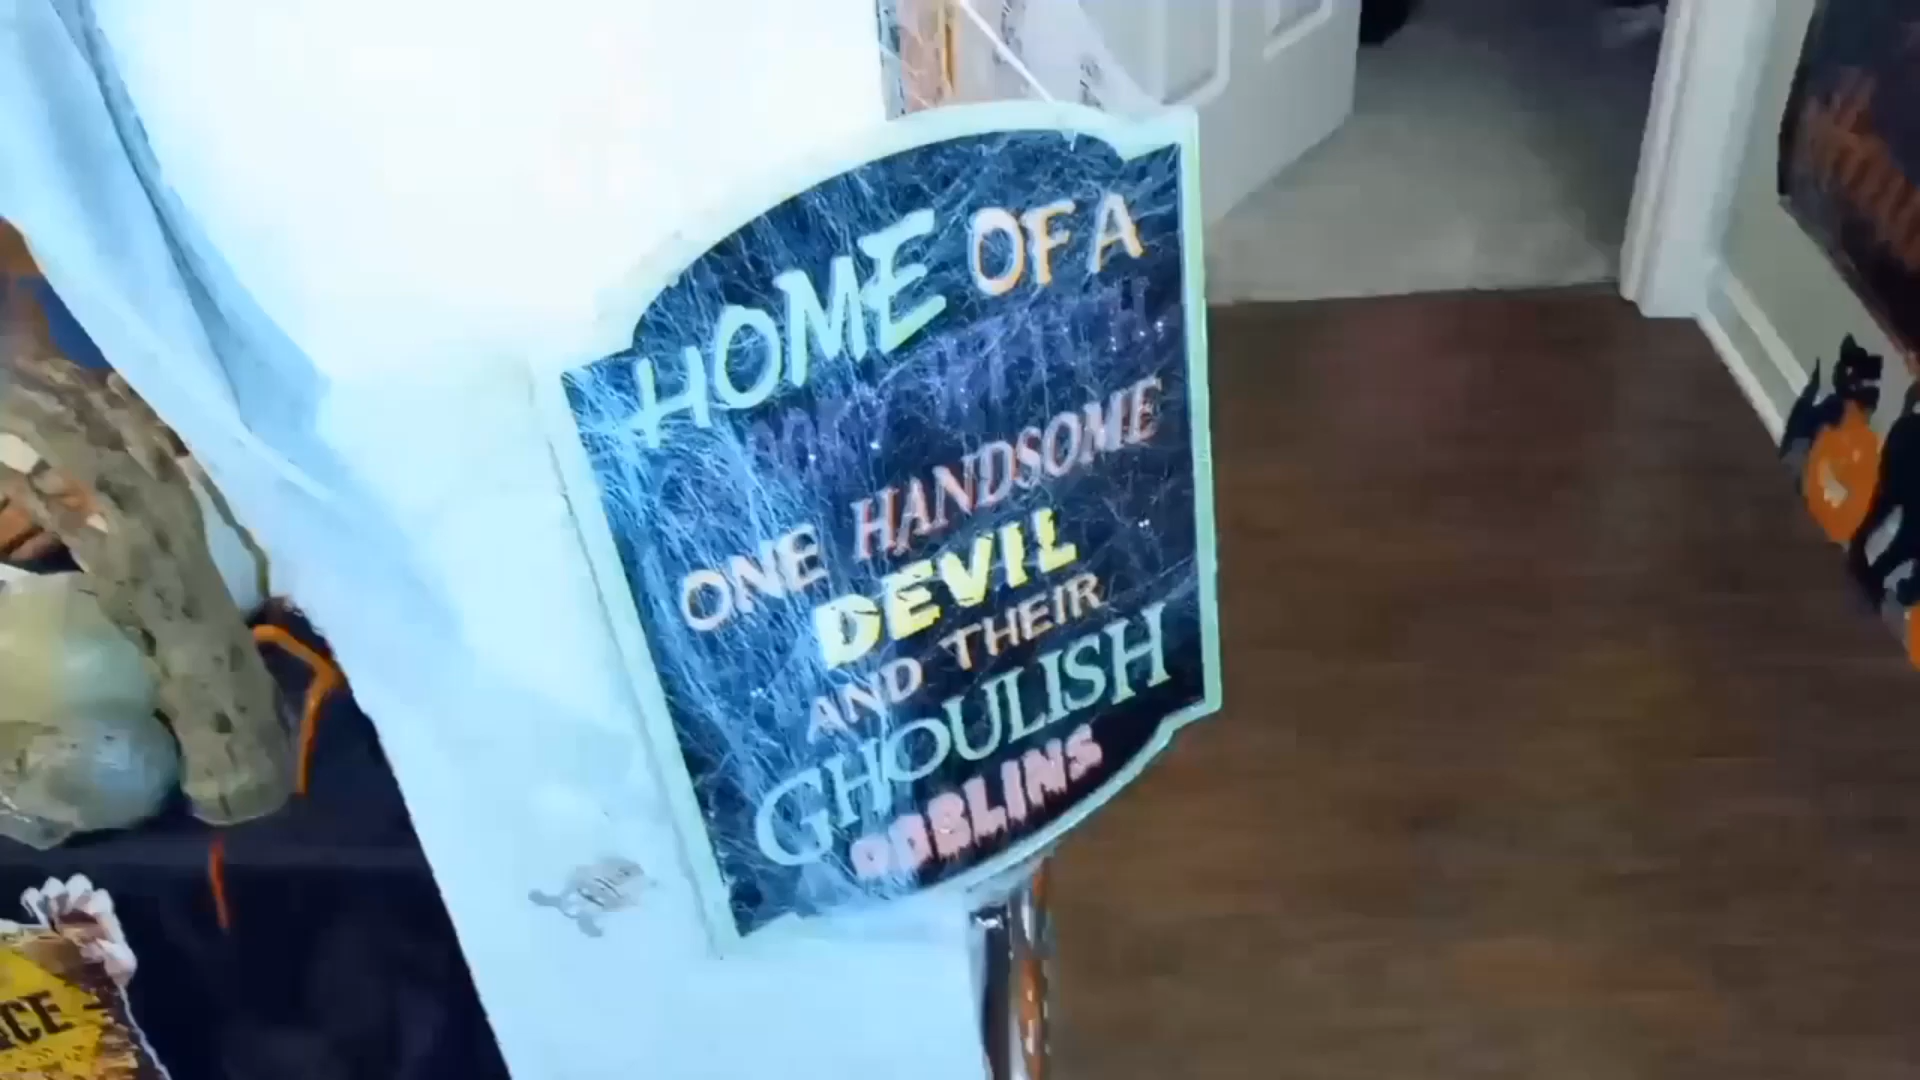 HOME OF A
ONE HANDSOME
DEVIL
AND THEIR
GHOULISH
GOBLINS